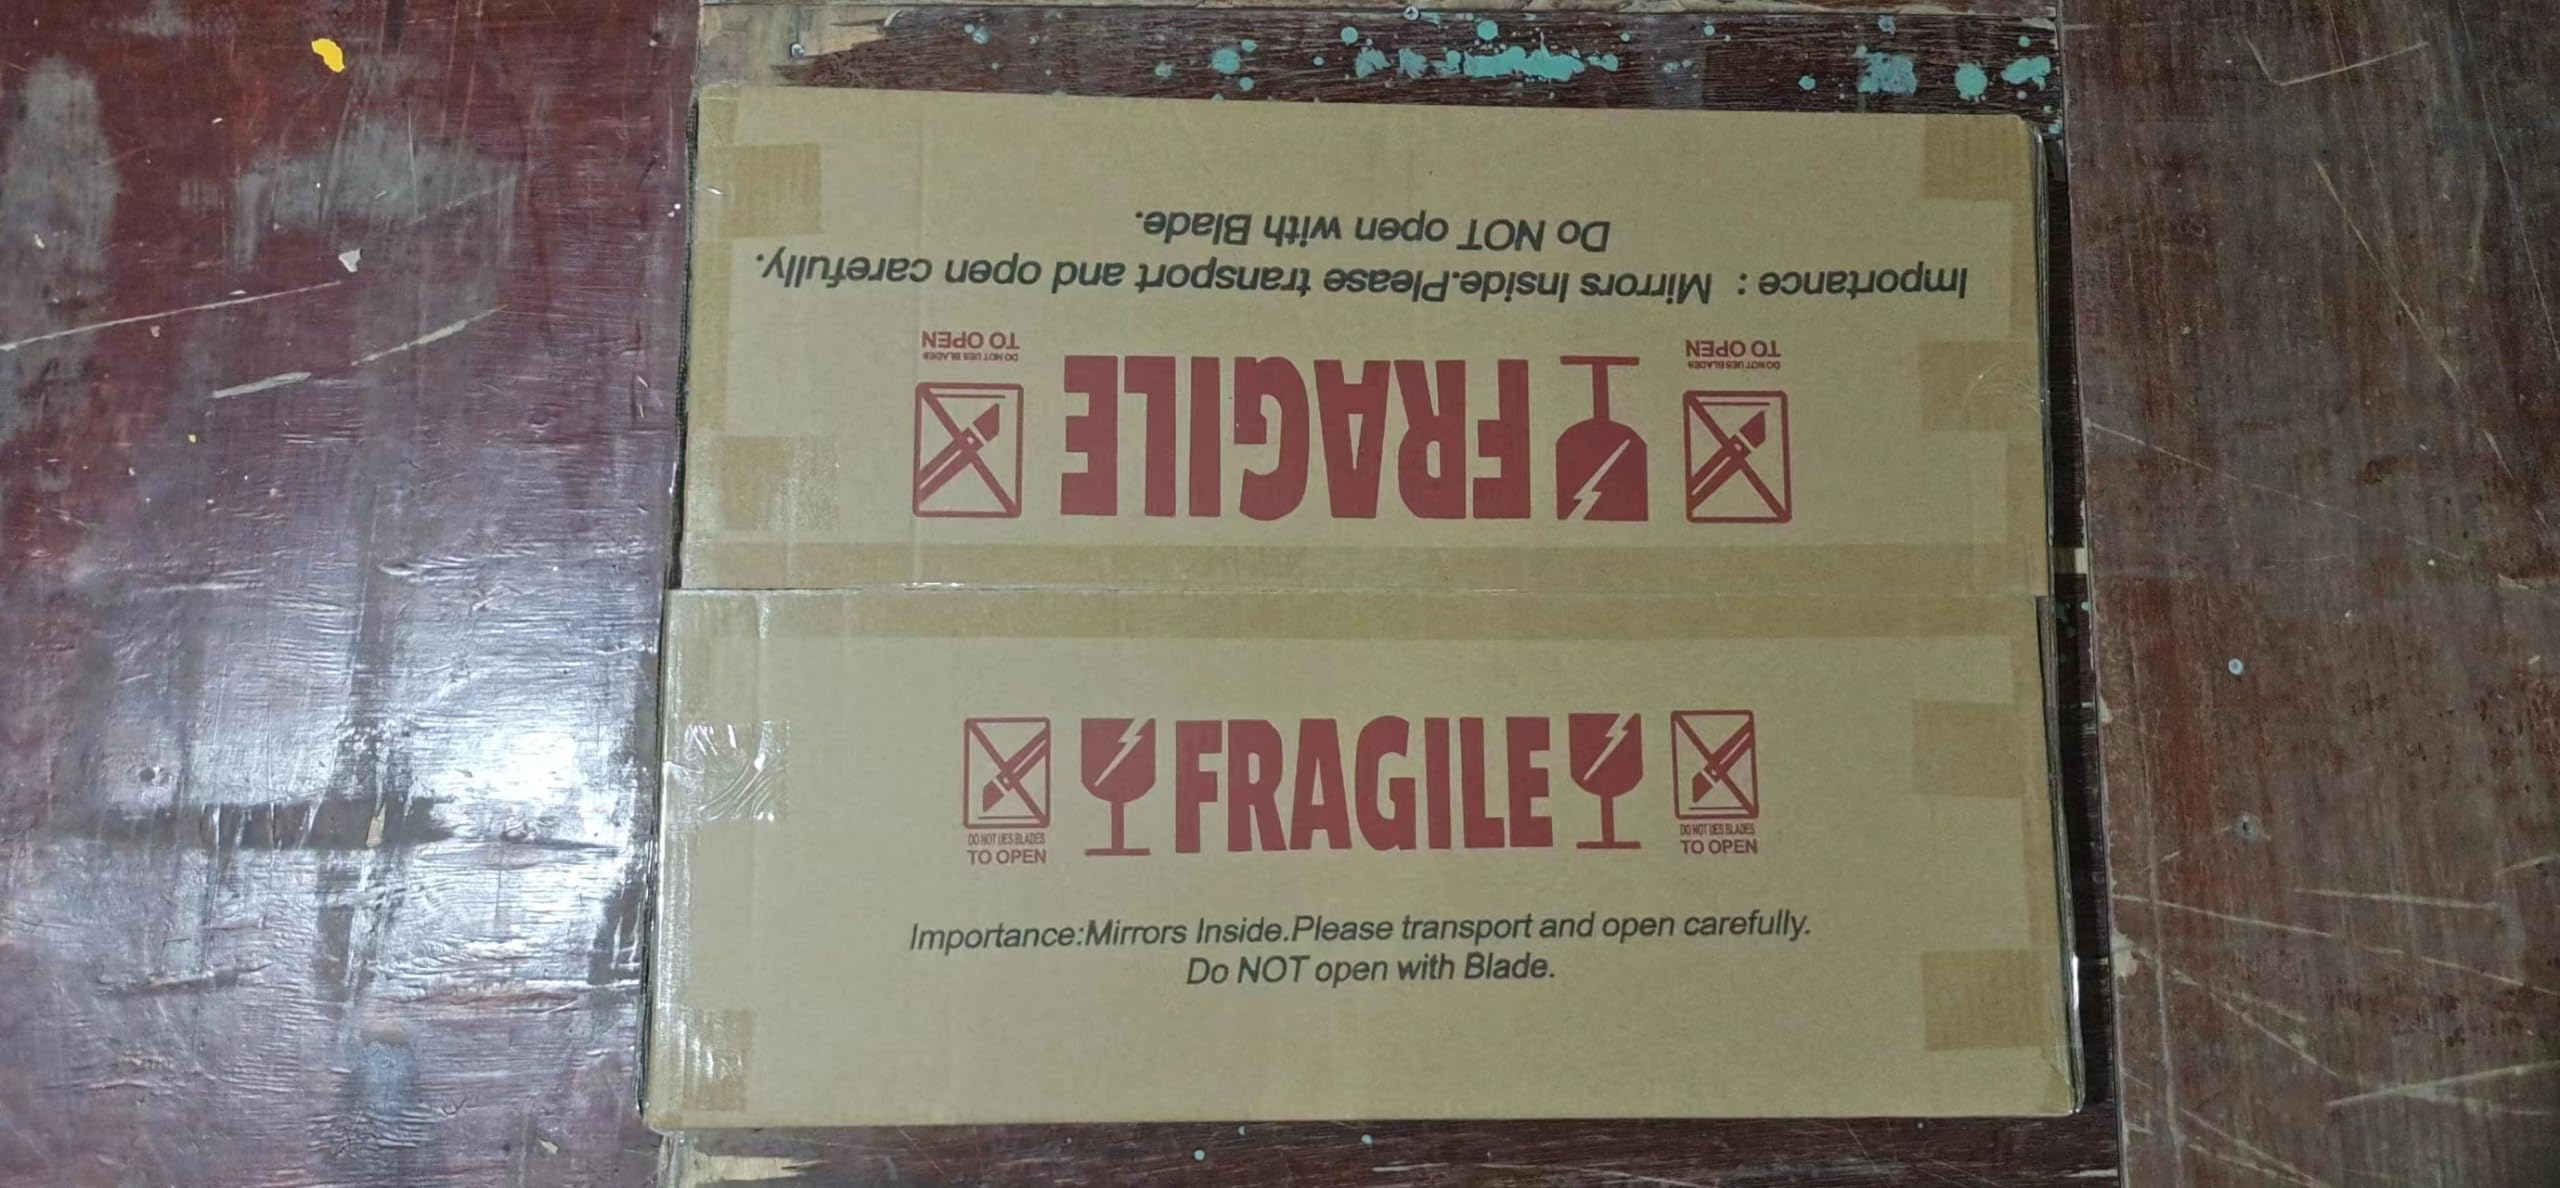 Do NOT open with Blade.
Importance : Mirrors Inside.Please transport and open carefully.
TO OPEN
DO NOT UES BLADES
FRAGILE
DO NOT UES BLADES
TO OPEN
FRAGILE
DO NOT UES BLADES
TO OPEN
DO NOT UES BLADES
TO OPEN
Importance:Mirrors Inside.Please transport and open carefully.
Do NOT open with Blade.